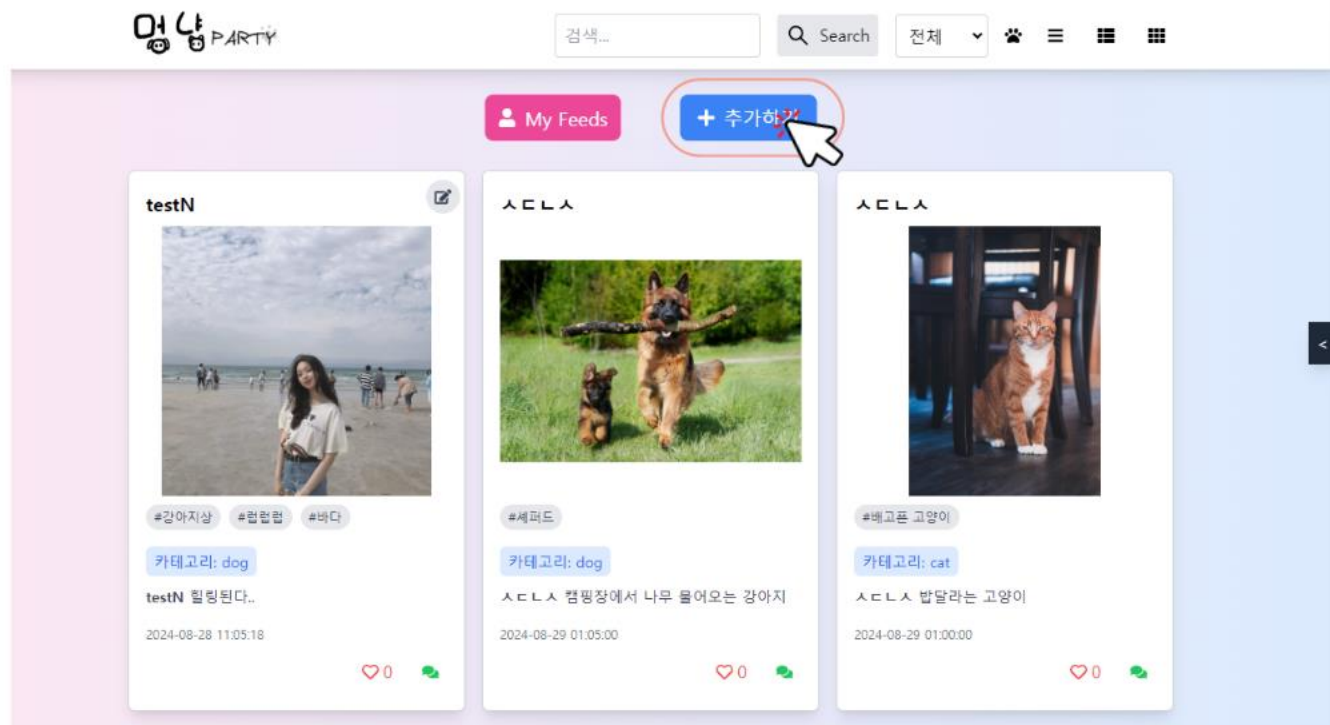 멍냥 PARTY
검색...
Search
전체
My Feeds
+ 추가하기
testN
ㅅㄷㄴㅅ
ㅅㄷㄴㅅ
<
#강아지상 #럽럽럽 #바다
#셰퍼드
#배고픈 고양이
카테고리: dog
카테고리: dog
카테고리: cat
testN 힐링된다..
ㅅㄷㄴㅅ 캠핑장에서 나무 물어오는 강아지
ㅅㄷㄴㅅ 밥달라는 고양이
2024-08-28 11:05:18
2024-08-29 01:05:00
2024-08-29 01:00:00
0
0
0